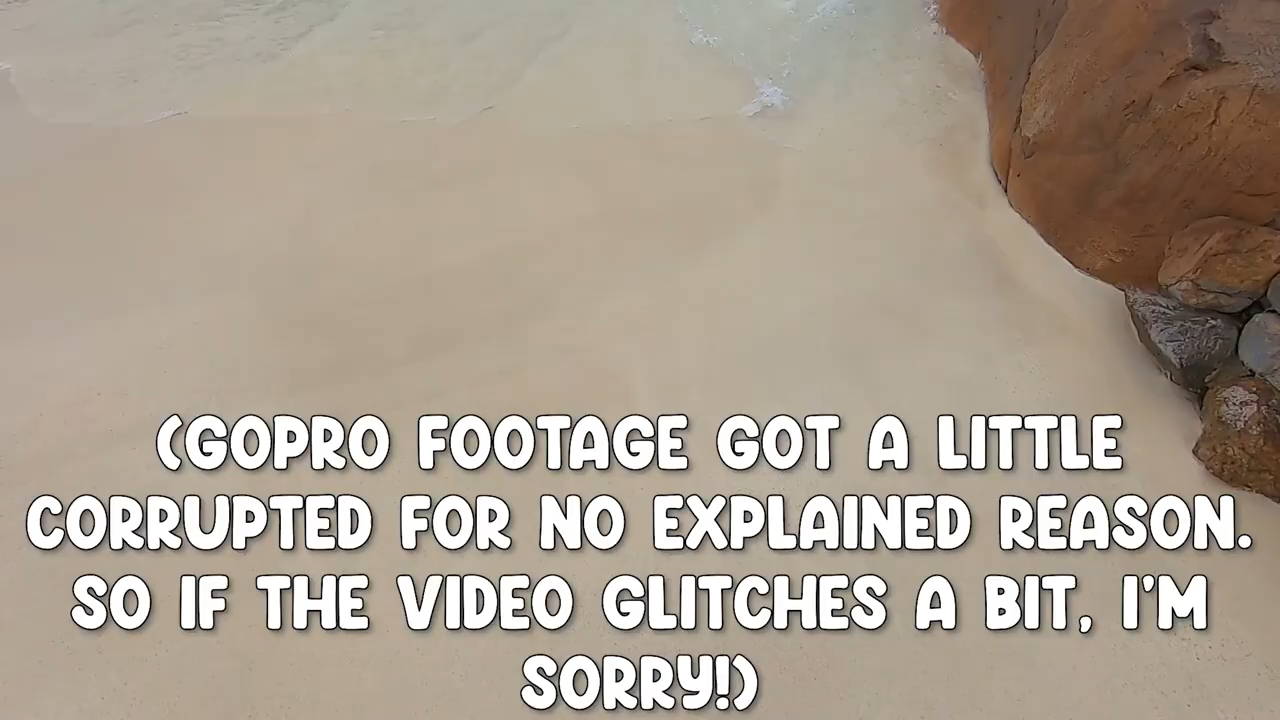 (GOPRO FOOTAGE GOT A LITTLE
CORRUPTED FOR NO EXPLAINED REASON.
SO IF THE VIDEO GLITCHES A BIT, I'M
SORRY!)